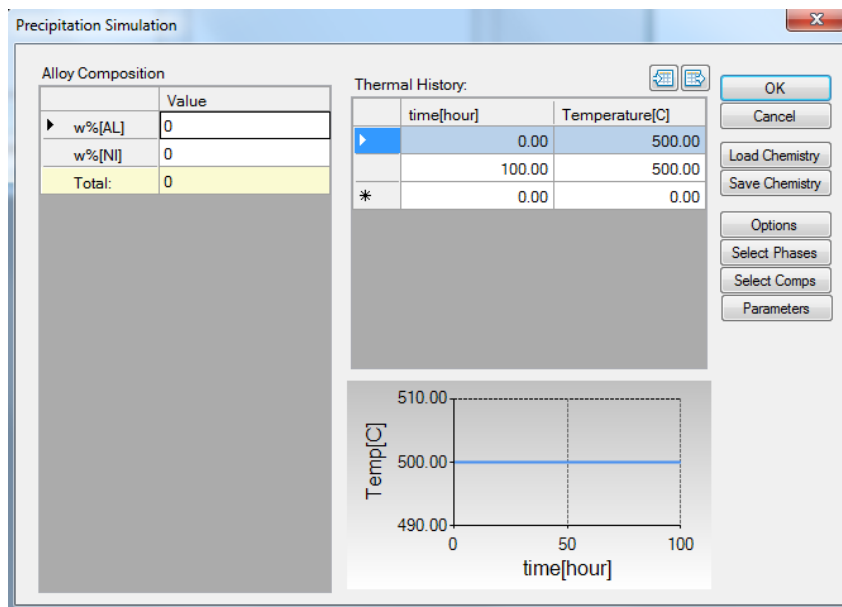 Precipitation Simulation
x
Alloy Composition
Value
w%[AL] 0
w%[NI] 0
Total: 0
Thermal History:
time[hour] Temperature[C]
0.00 500.00
100.00 500.00
* 0.00 0.00
OK
Cancel
Load Chemistry
Save Chemistry
Options
Select Phases
Select Comps
Parameters
Temp[C]
510.00
500.00
490.00
0 50 100
time[hour]